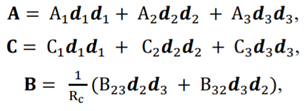 𝐀 = A₁𝒅₁𝒅₁ + A₂𝒅₂𝒅₂ + A₃𝒅₃𝒅₃,
𝐂 = C₁𝒅₁𝒅₁ + C₂𝒅₂𝒅₂ + C₃𝒅₃𝒅₃,
𝐁 = 1/R_c (B₂₃𝒅₂𝒅₃ + B₃₂𝒅₃𝒅₂),